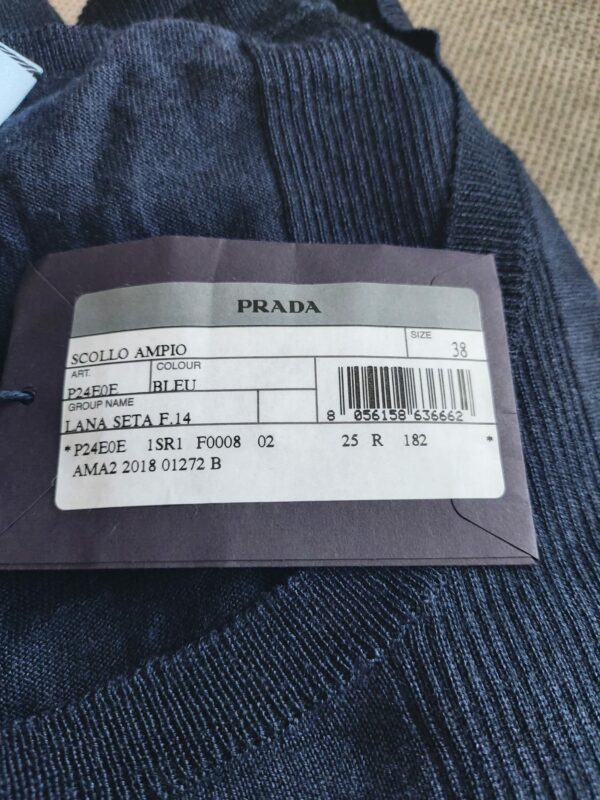 PRADA
SCOLLO AMPIO
SIZE
38
ART.
P24E0E
COLOUR
BLEU
GROUP NAME
LANA SETA F.14
8 056158 636662
*P24E0E 1SR1 F0008 02 25 R 182 *
AMA2 2018 01272 B